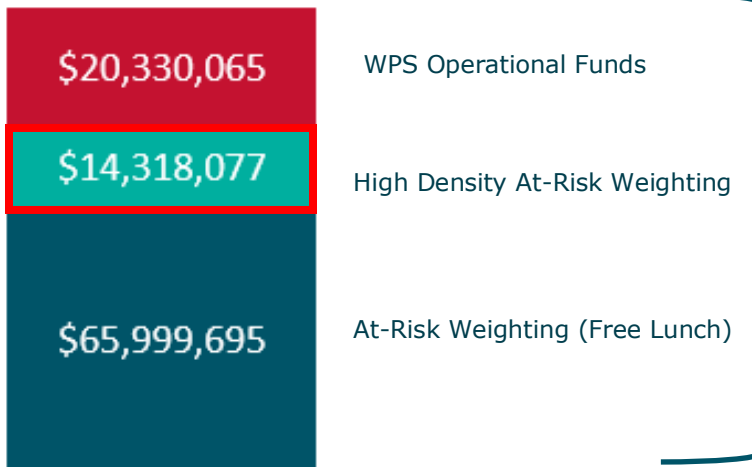 $20,330,065 WPS Operational Funds
$14,318,077 High Density At-Risk Weighting
$65,999,695 At-Risk Weighting (Free Lunch)